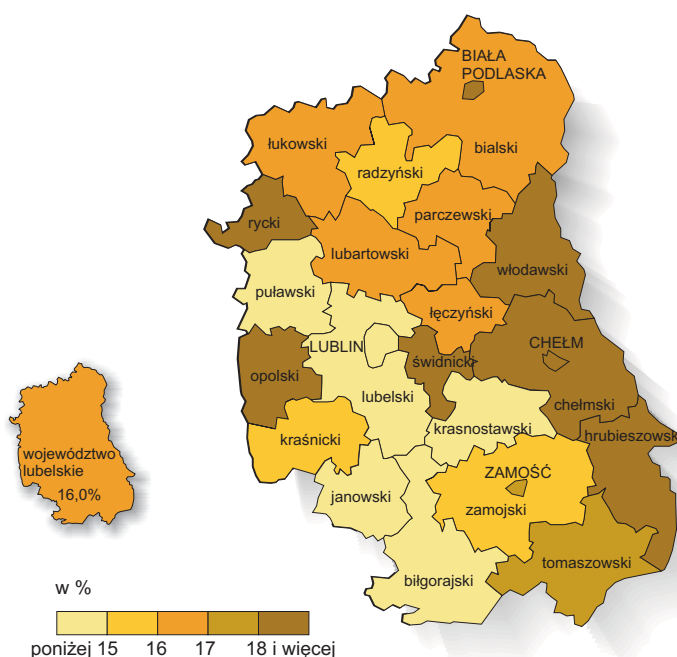 BIAŁA
PODLASKA
łukowski
bialski
radzyński
rycki
parczewski
lubartowski
włodawski
puławski
łęczyński
LUBLIN
świdnicki
CHEŁM
opolski
lubelski
chełmski
krasnostawski
hrubieszowski
kraśnicki
ZAMOŚĆ
janowski
zamojski
tomaszowski
biłgorajski
województwo
lubelskie
16,0%
w %
poniżej 15 16 17 18 i więcej